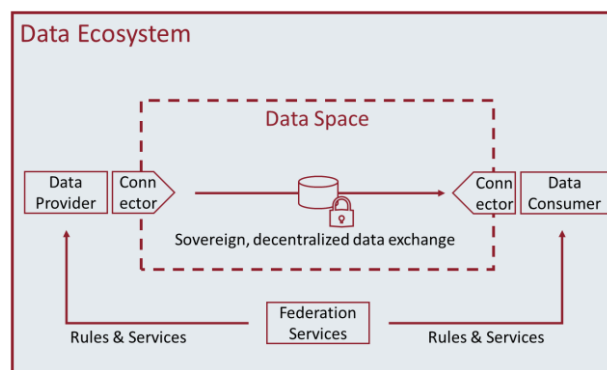 Data Ecosystem
Data Space
Data
Provider
Conn
ector
Conn
ector
Data
Consumer
Sovereign, decentralized data exchange
Federation
Services
Rules & Services
Rules & Services